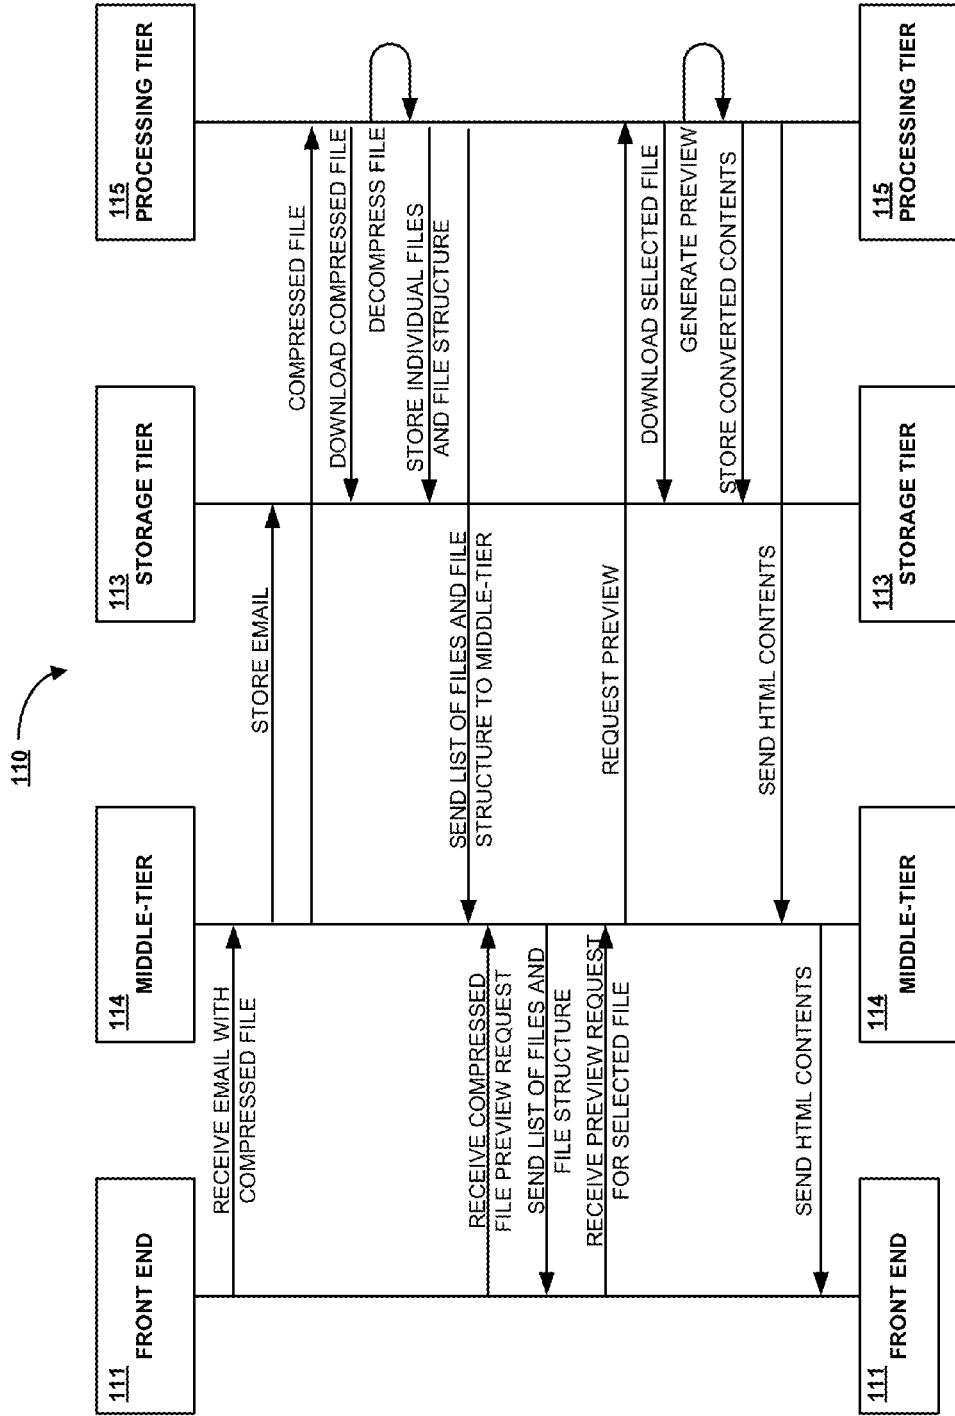 110
111
FRONT END
114
MIDDLE-TIER
113
STORAGE TIER
115
PROCESSING TIER
RECEIVE EMAIL WITH
COMPRESSED FILE
STORE EMAIL
COMPRESSED FILE
DOWNLOAD COMPRESSED FILE
DECOMPRESS FILE
STORE INDIVIDUAL FILES
AND FILE STRUCTURE
SEND LIST OF FILES AND FILE
STRUCTURE TO MIDDLE-TIER
RECEIVE COMPRESSED
FILE PREVIEW REQUEST
SEND LIST OF FILES AND
FILE STRUCTURE
RECEIVE PREVIEW REQUEST
FOR SELECTED FILE
REQUEST PREVIEW
DOWNLOAD SELECTED FILE
GENERATE PREVIEW
STORE CONVERTED CONTENTS
SEND HTML CONTENTS
SEND HTML CONTENTS
111
FRONT END
114
MIDDLE-TIER
113
STORAGE TIER
115
PROCESSING TIER